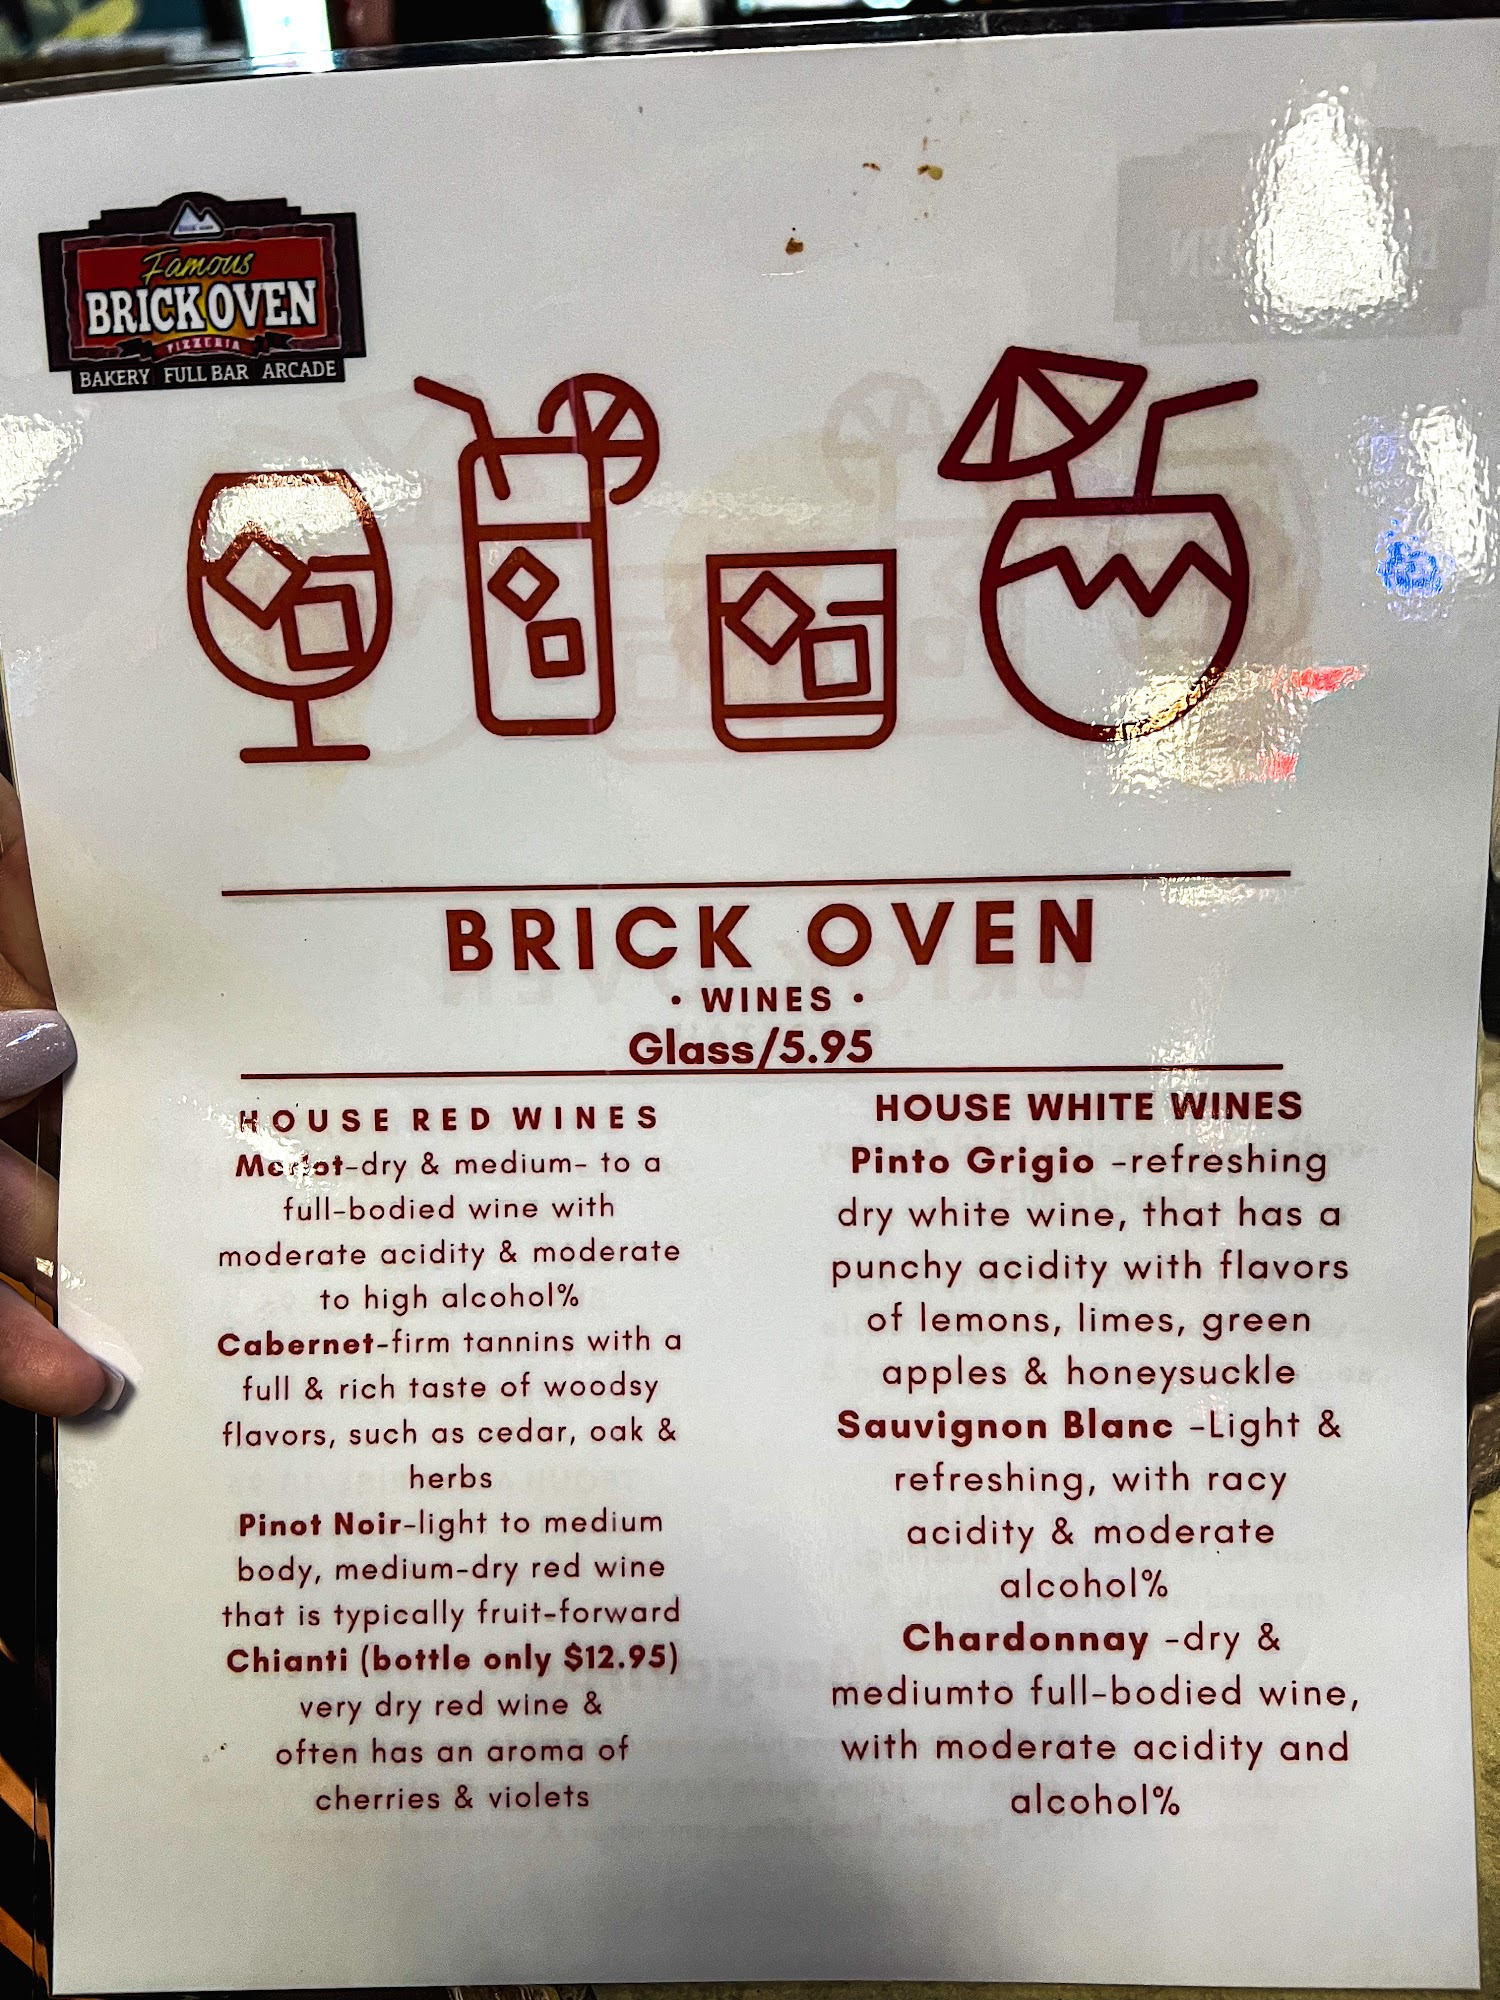 Famous
BRICK OVEN
PIZZERIA
BAKERY FULL BAR ARCADE
BRICK OVEN
• WINES •
Glass/5.95
HOUSE RED WINES
Merlot-dry & medium- to a
full-bodied wine with
moderate acidity & moderate
to high alcohol%
Cabernet-firm tannins with a
full & rich taste of woodsy
flavors, such as cedar, oak &
herbs
Pinot Noir-light to medium
body, medium-dry red wine
that is typically fruit-forward
Chianti (bottle only $12.95)
very dry red wine &
often has an aroma of
cherries & violets
HOUSE WHITE WINES
Pinto Grigio -refreshing
dry white wine, that has a
punchy acidity with flavors
of lemons, limes, green
apples & honeysuckle
Sauvignon Blanc -Light &
refreshing, with racy
acidity & moderate
alcohol%
Chardonnay -dry &
mediumto full-bodied wine,
with moderate acidity and
alcohol%